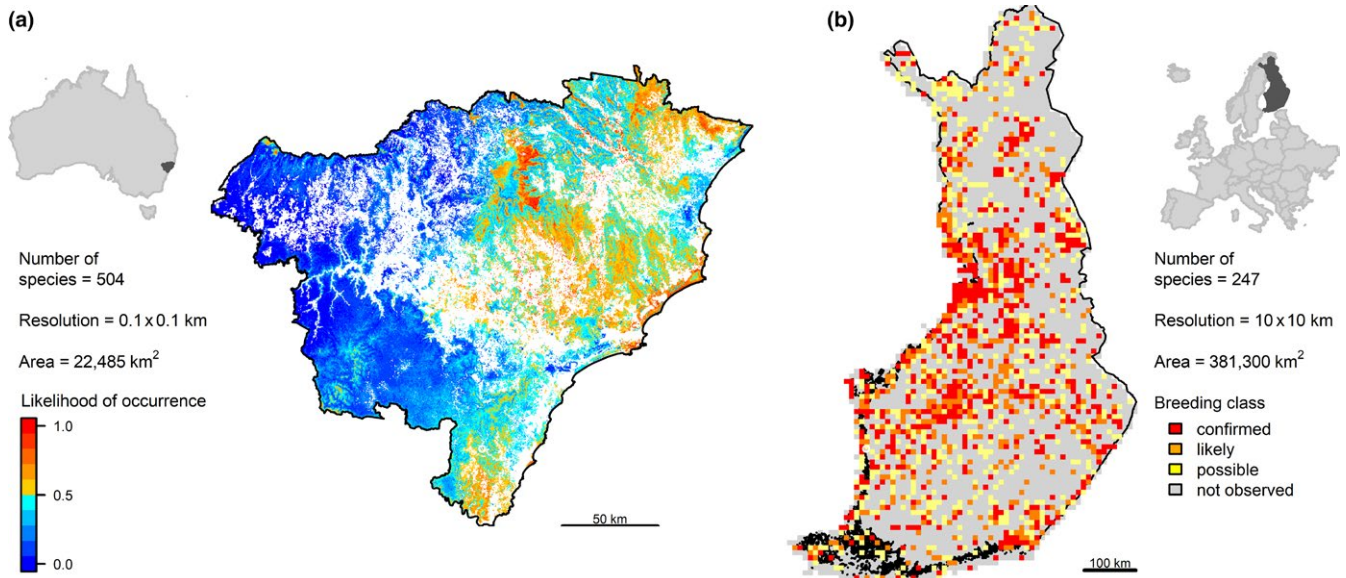 (a)
Number of
species = 504
Resolution = 0.1 x 0.1 km
Area = 22,485 km²
Likelihood of occurrence
1.0
0.5
0.0
50 km
(b)
Number of
species = 247
Resolution = 10 x 10 km
Area = 381,300 km²
Breeding class
confirmed
likely
possible
not observed
100 km